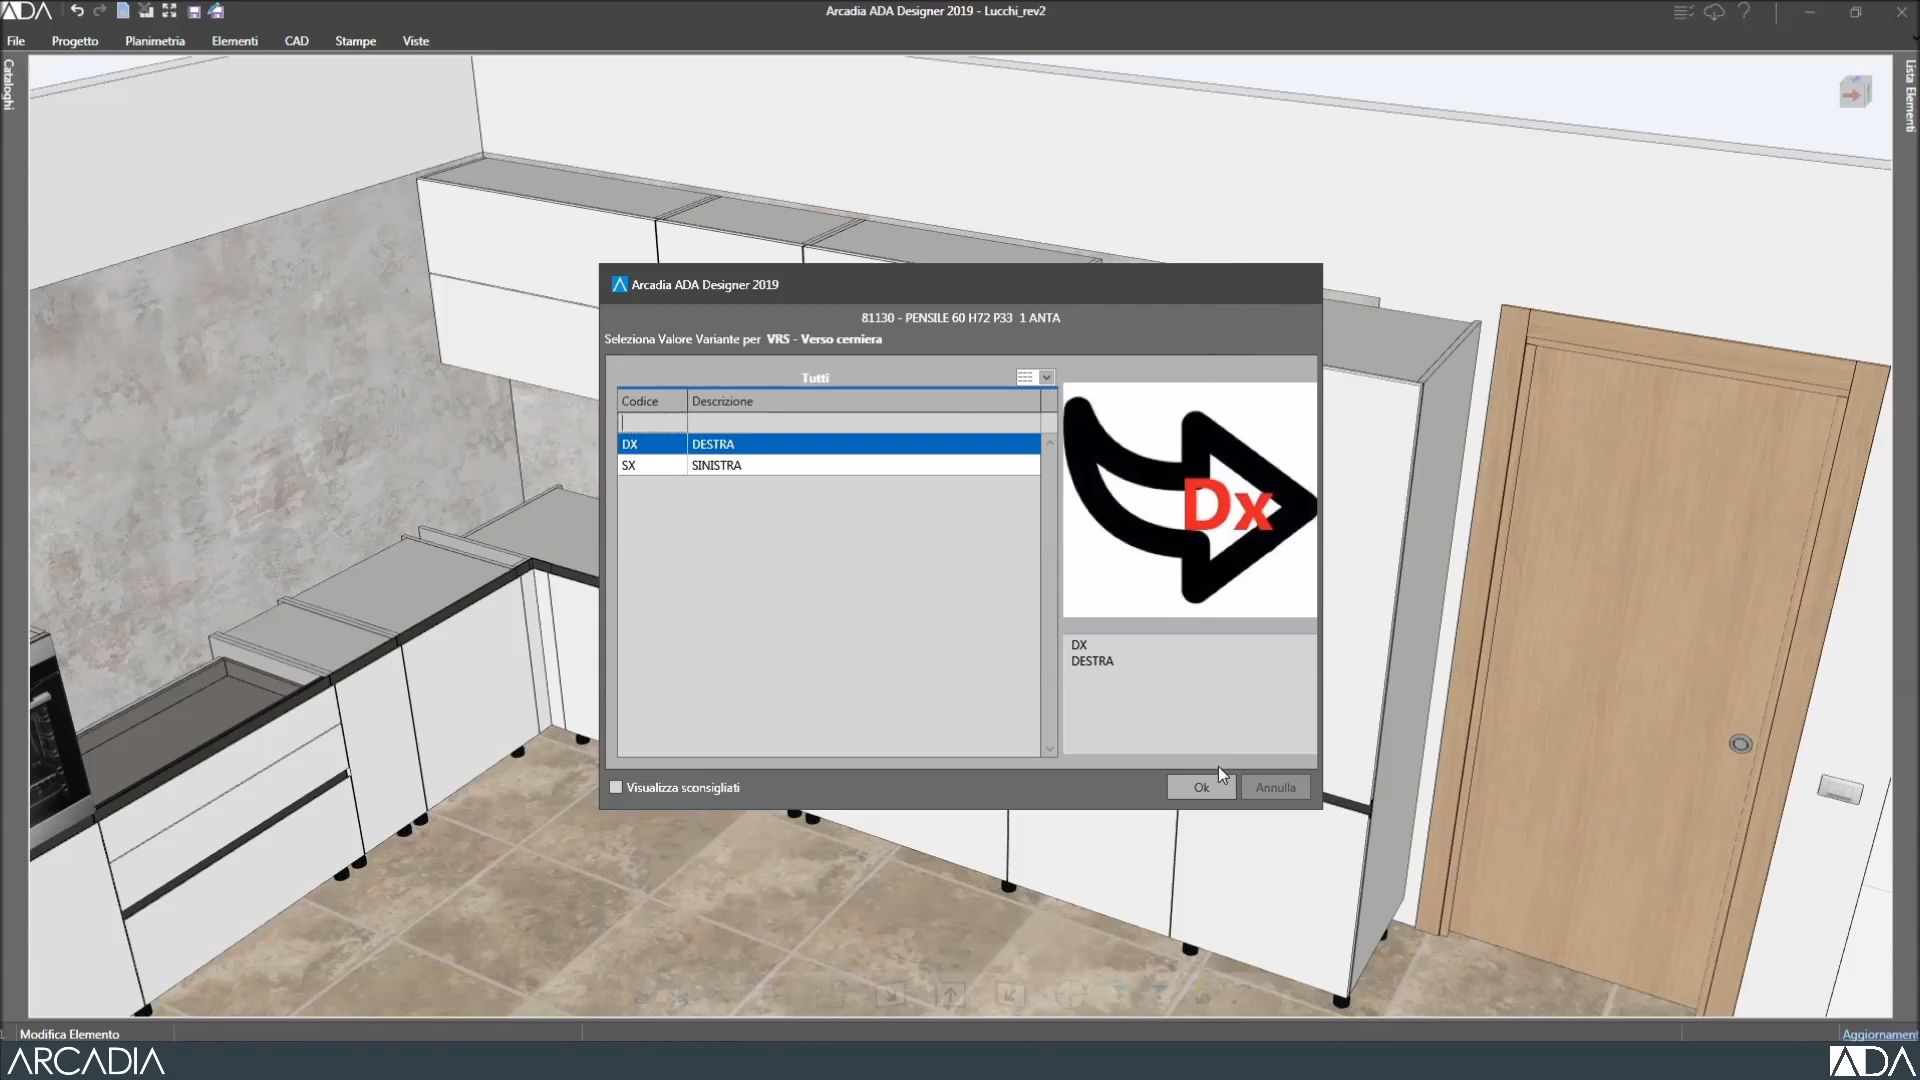 ADA
Arcadia ADA Designer 2019 - Lucchi_rev2
File Progetto Planimetria Elementi CAD Stampe Viste
Cataloghi
Lista Elementi
Arcadia ADA Designer 2019
81130 - PENSILE 60 H72 P33 1 ANTA
Seleziona Valore Variante per VRS - Verso cerniera
Tutti
Codice Descrizione
DX DESTRA
SX SINISTRA
Dx
DX
DESTRA
Visualizza sconsigliati
Ok Annulla
Modifica Elemento
Aggiornament
ARCADIA
ADA